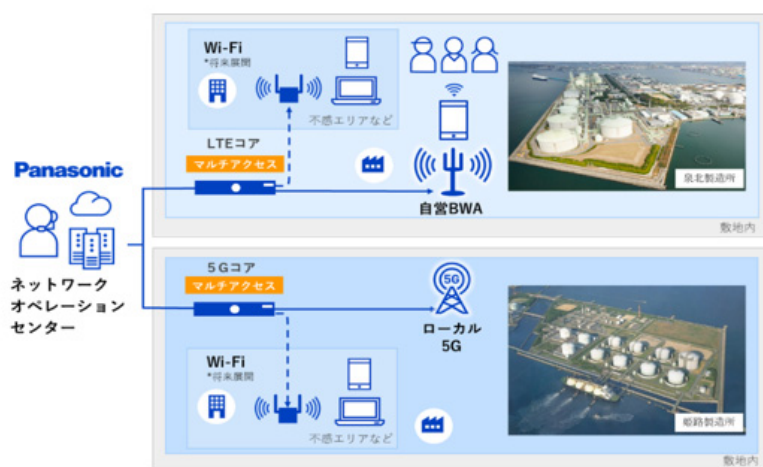 Wi-Fi
*将来展開
不感エリアなど
LTEコア
マルチアクセス
自営BWA
泉北製造所
敷地内
Panasonic
ネットワーク
オペレーション
センター
5Gコア
マルチアクセス
5G
ローカル
5G
Wi-Fi
*将来展開
不感エリアなど
姫路製造所
敷地内